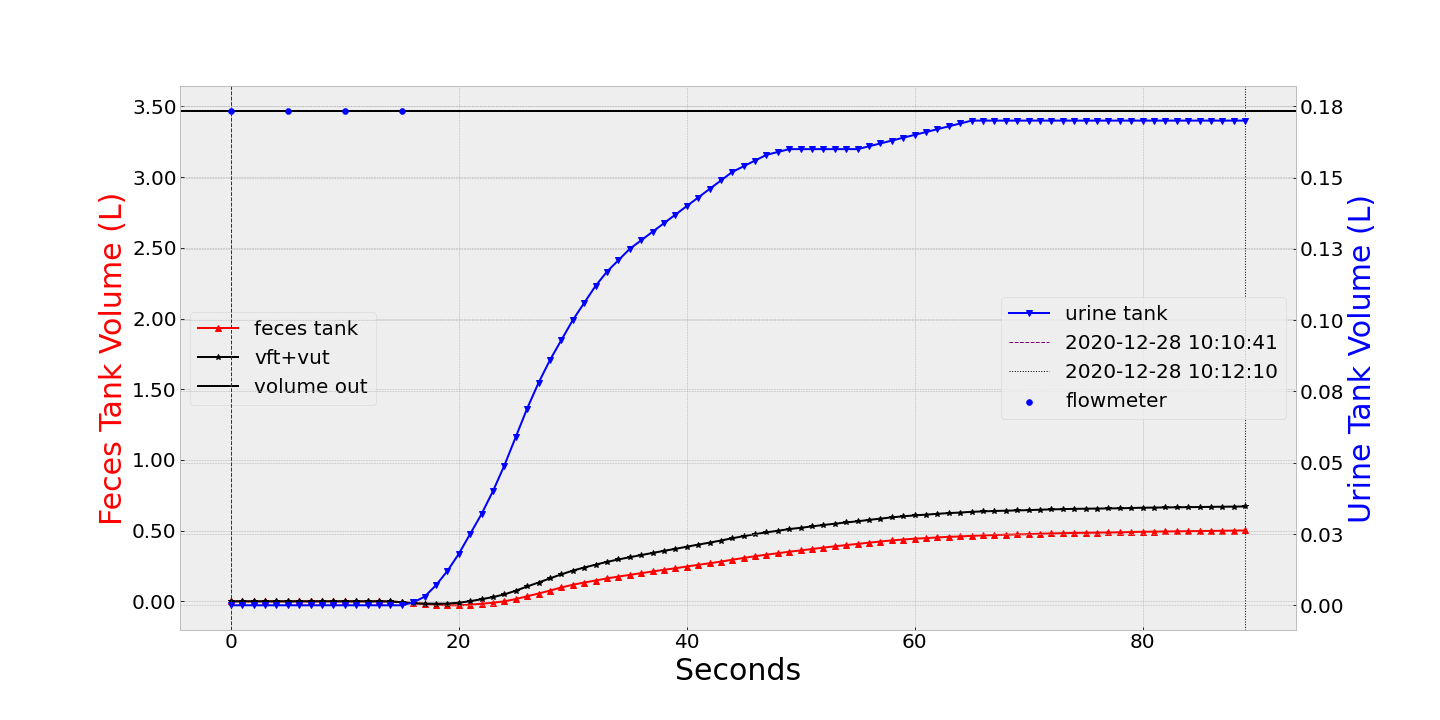 3.50
3.00
2.50
2.00
1.50
1.00
0.50
0.00
Feces Tank Volume (L)
feces tank
vft+vut
volume out
urine tank
2020-12-28 10:10:41
2020-12-28 10:12:10
flowmeter
0.18
0.15
0.13
0.10
0.08
0.05
0.03
0.00
Urine Tank Volume (L)
0 20 40 60 80
Seconds